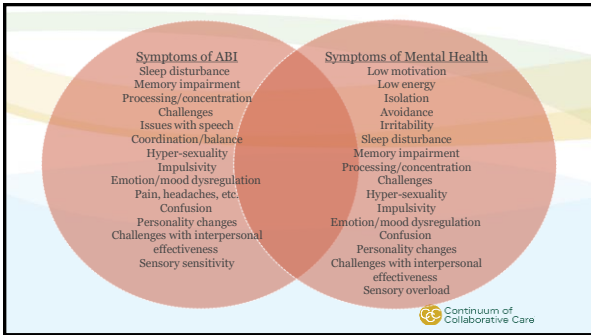 Symptoms of ABI
Sleep disturbance
Memory impairment
Processing/concentration
Challenges
Issues with speech
Coordination/balance
Hyper-sexuality
Impulsivity
Emotion/mood dysregulation
Pain, headaches, etc.
Confusion
Personality changes
Challenges with interpersonal
effectiveness
Sensory sensitivity
Symptoms of Mental Health
Low motivation
Low energy
Isolation
Avoidance
Irritability
Sleep disturbance
Memory impairment
Processing/concentration
Challenges
Hyper-sexuality
Impulsivity
Emotion/mood dysregulation
Confusion
Personality changes
Challenges with interpersonal
effectiveness
Sensory overload
CCC
Continuum of
Collaborative Care